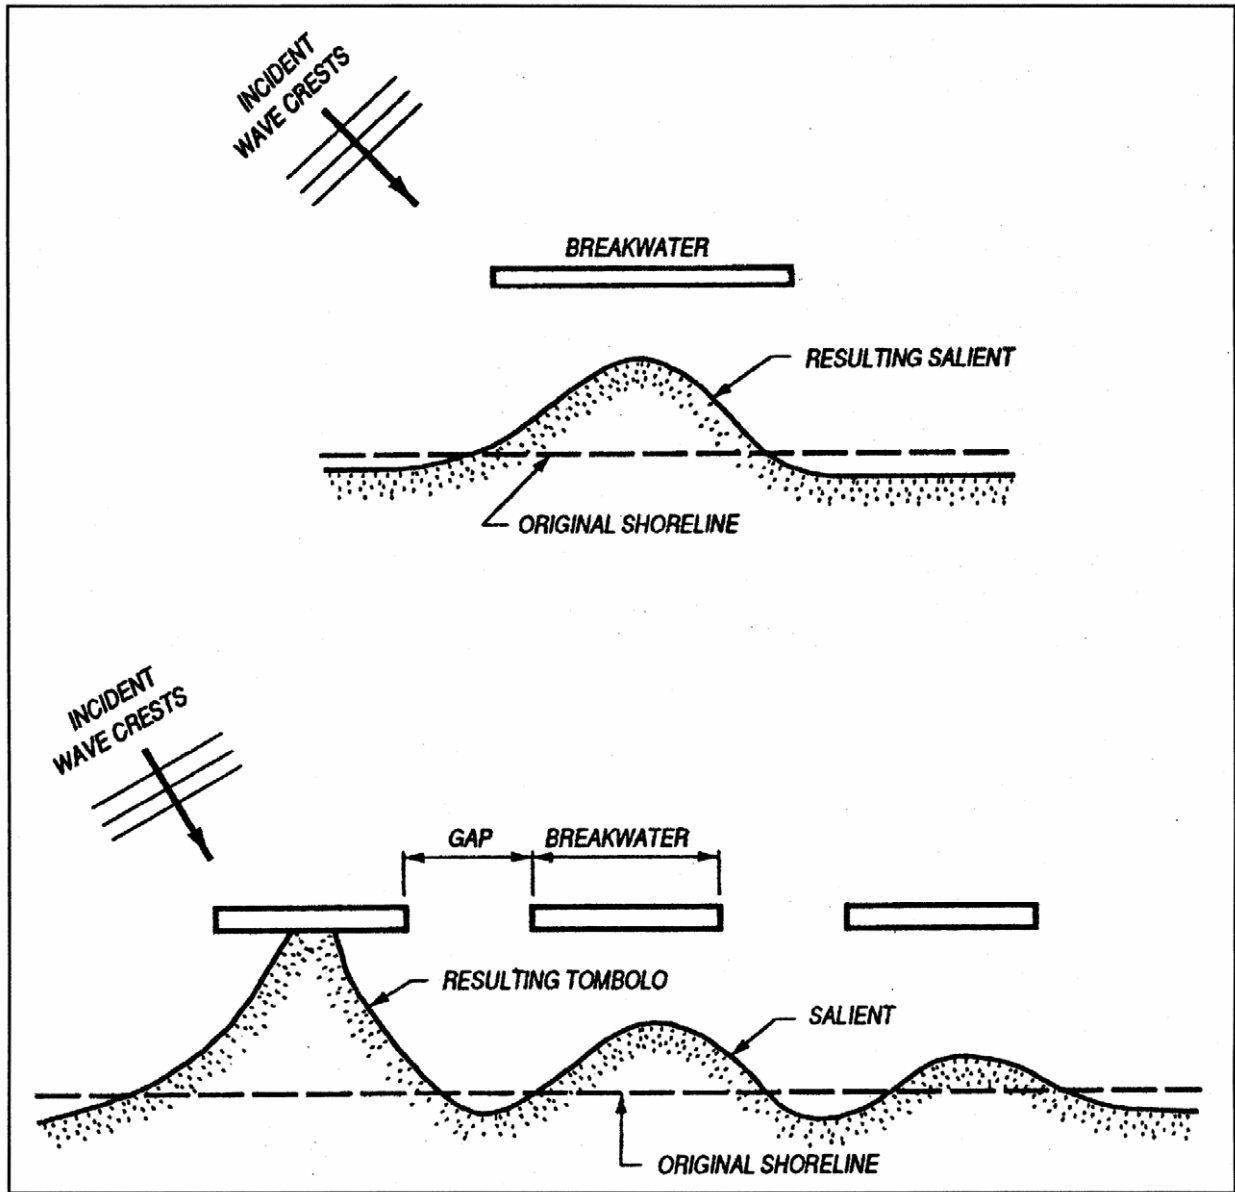 INCIDENT
WAVE CRESTS
BREAKWATER
RESULTING SALIENT
ORIGINAL SHORELINE
INCIDENT
WAVE CRESTS
GAP
BREAKWATER
RESULTING TOMBOLO
SALIENT
ORIGINAL SHORELINE